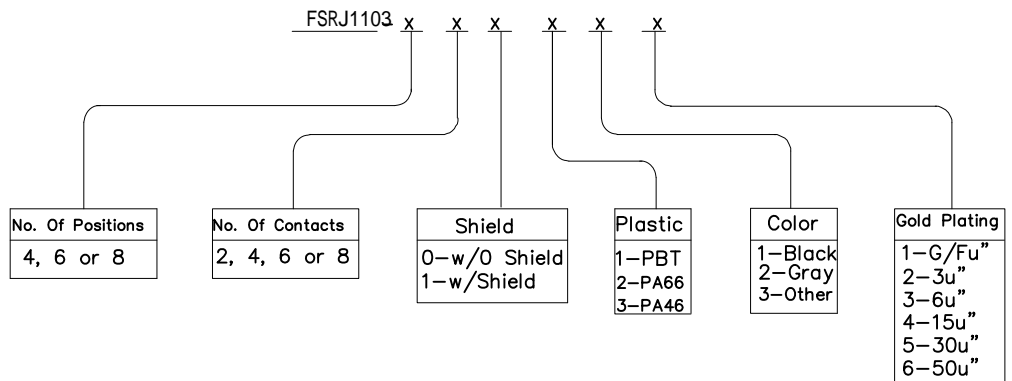 FSRJ1103- X X X X X X
No. Of Positions
4, 6 or 8
No. Of Contacts
2, 4, 6 or 8
Shield
0-w/0 Shield
1-w/Shield
Plastic
1-PBT
2-PA66
3-PA46
Color
1-Black
2-Gray
3-Other
Gold Plating
1-G/Fu"
2-3u"
3-6u"
4-15u"
5-30u"
6-50u"